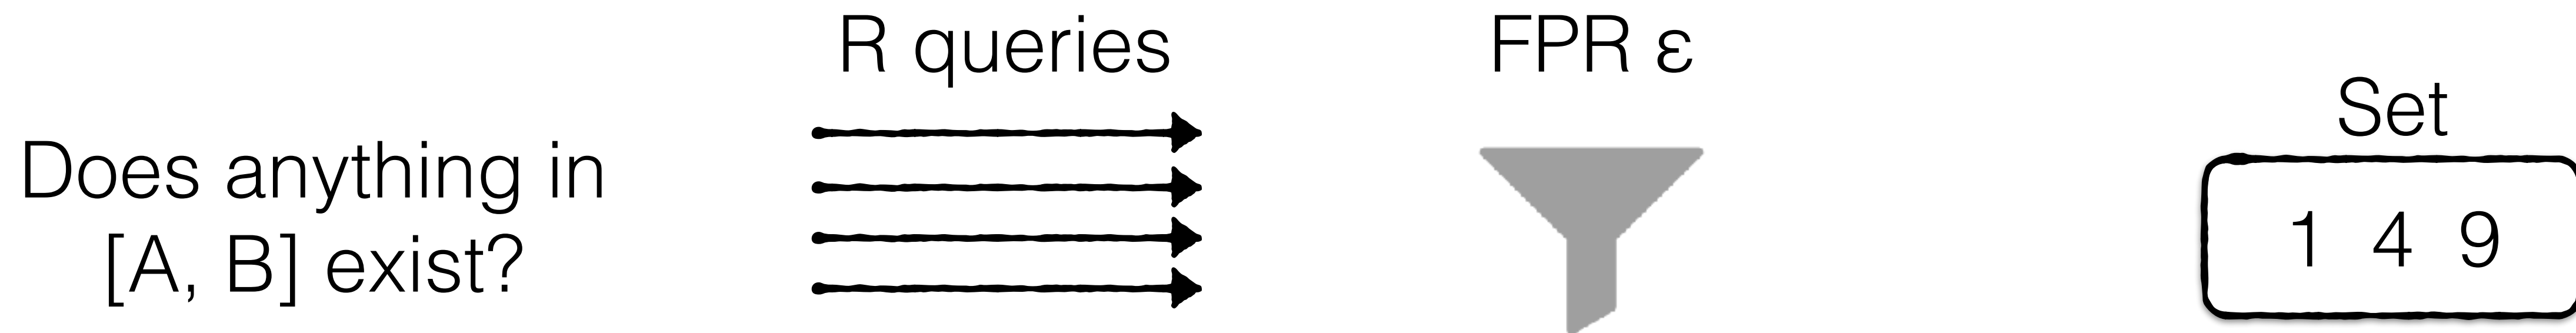 Does anything in
[A, B] exist?
R queries
FPR ε
Set
1 4 9